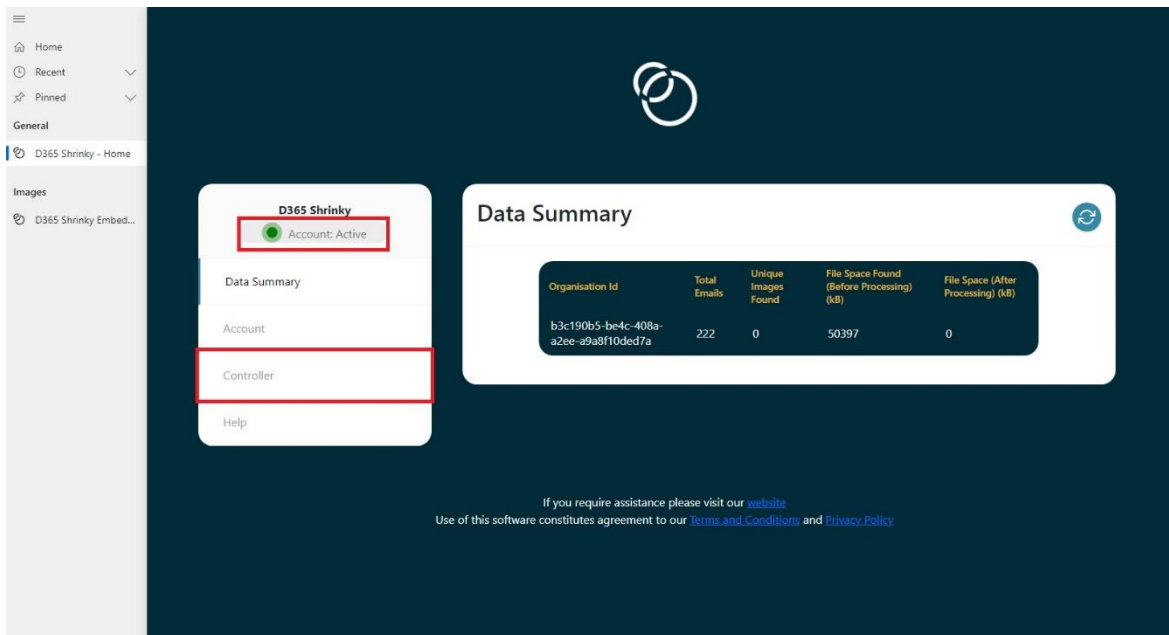 Home
Recent
Pinned
General
D365 Shrinky - Home
Images
D365 Shrinky Embed...
D365 Shrinky
Account: Active
Data Summary
Account
Controller
Help
Data Summary
Organisation Id
Total
Emails
Unique
Images
Found
File Space Found
(Before Processing)
(kB)
File Space (After
Processing) (kB)
b3c190b5-be4c-408a-
a2ee-a9a8f10ded7a
222
0
50397
0
If you require assistance please visit our website
Use of this software constitutes agreement to our Terms and Conditions and Privacy Policy